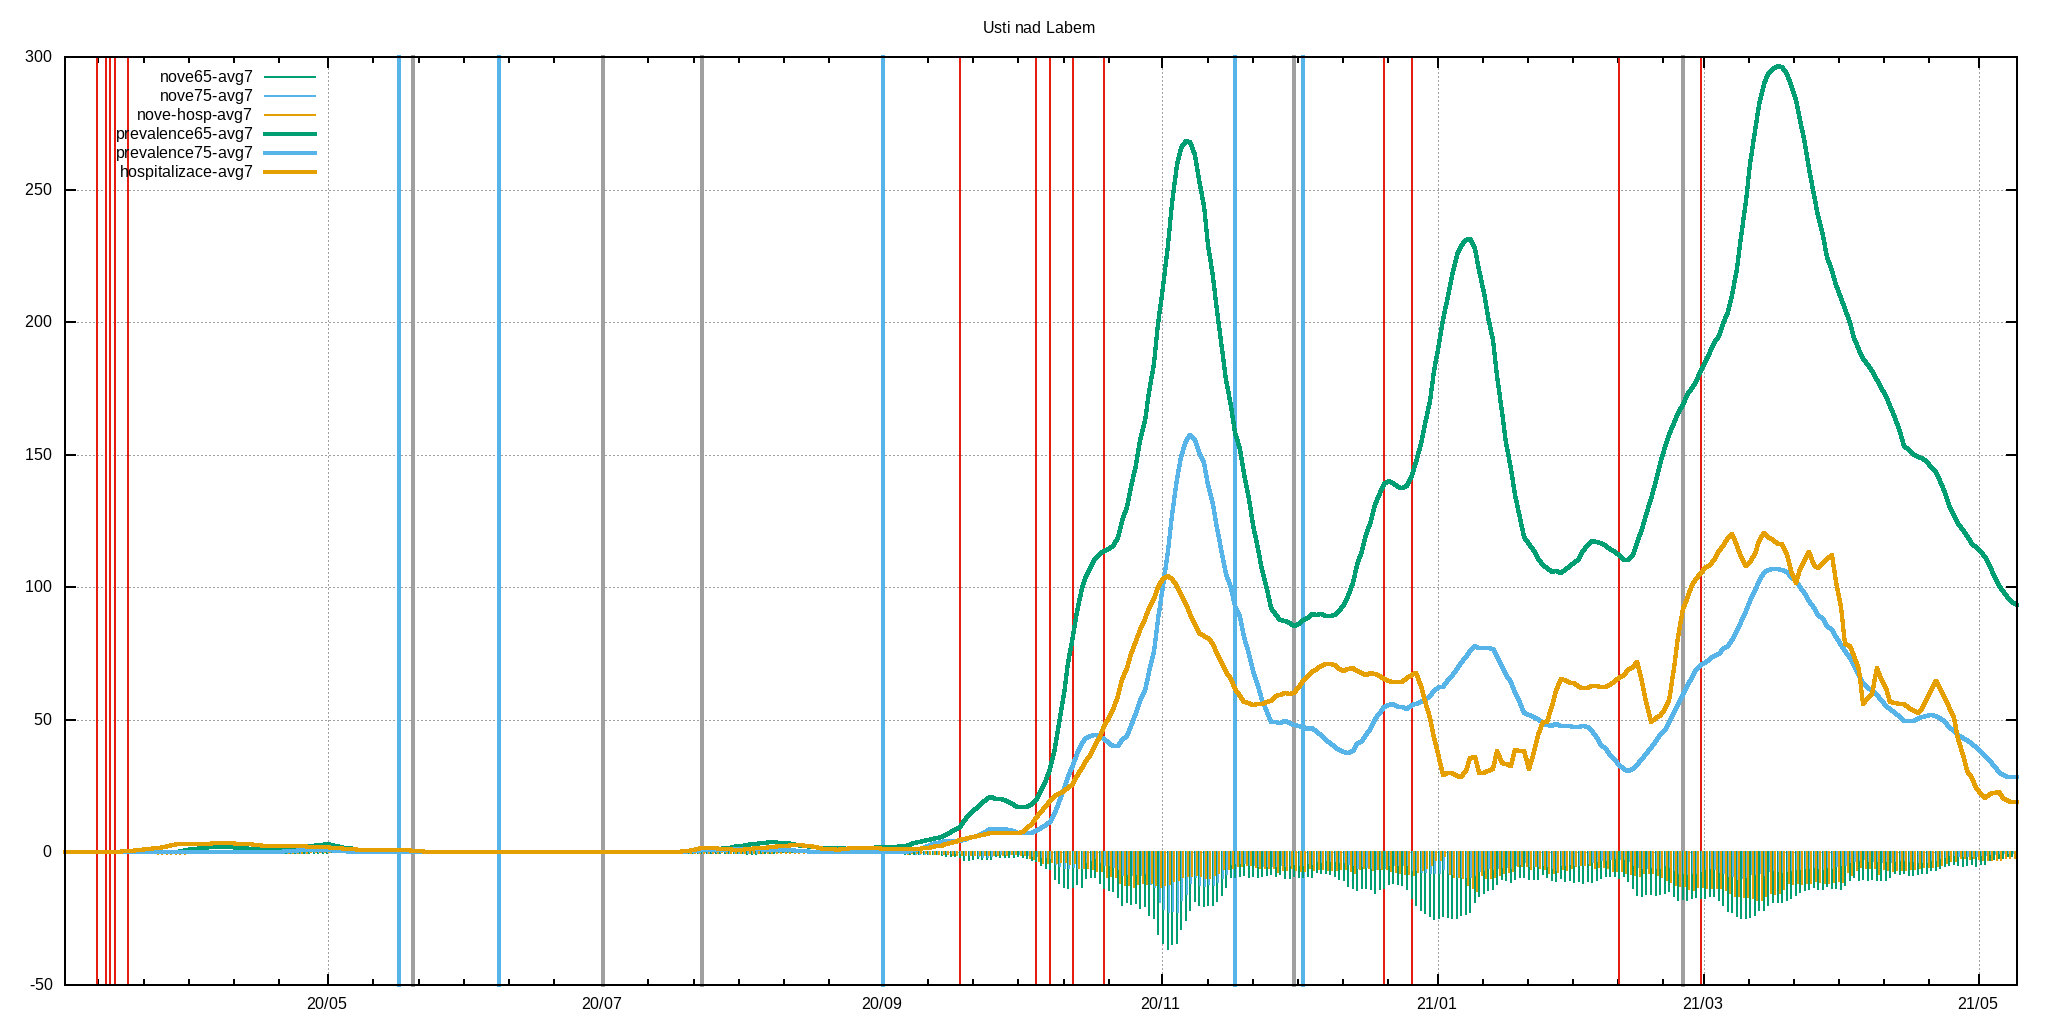 Usti nad Labem
300
250
200
150
100
50
0
-50
nove65-avg7
nove75-avg7
nove-hosp-avg7
prevalence65-avg7
prevalence75-avg7
hospitalizace-avg7
20/05
20/07
20/09
20/11
21/01
21/03
21/05